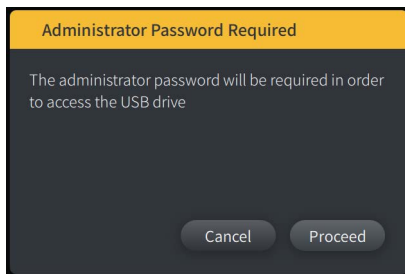 Administrator Password Required
The administrator password will be required in order
to access the USB drive
Cancel
Proceed